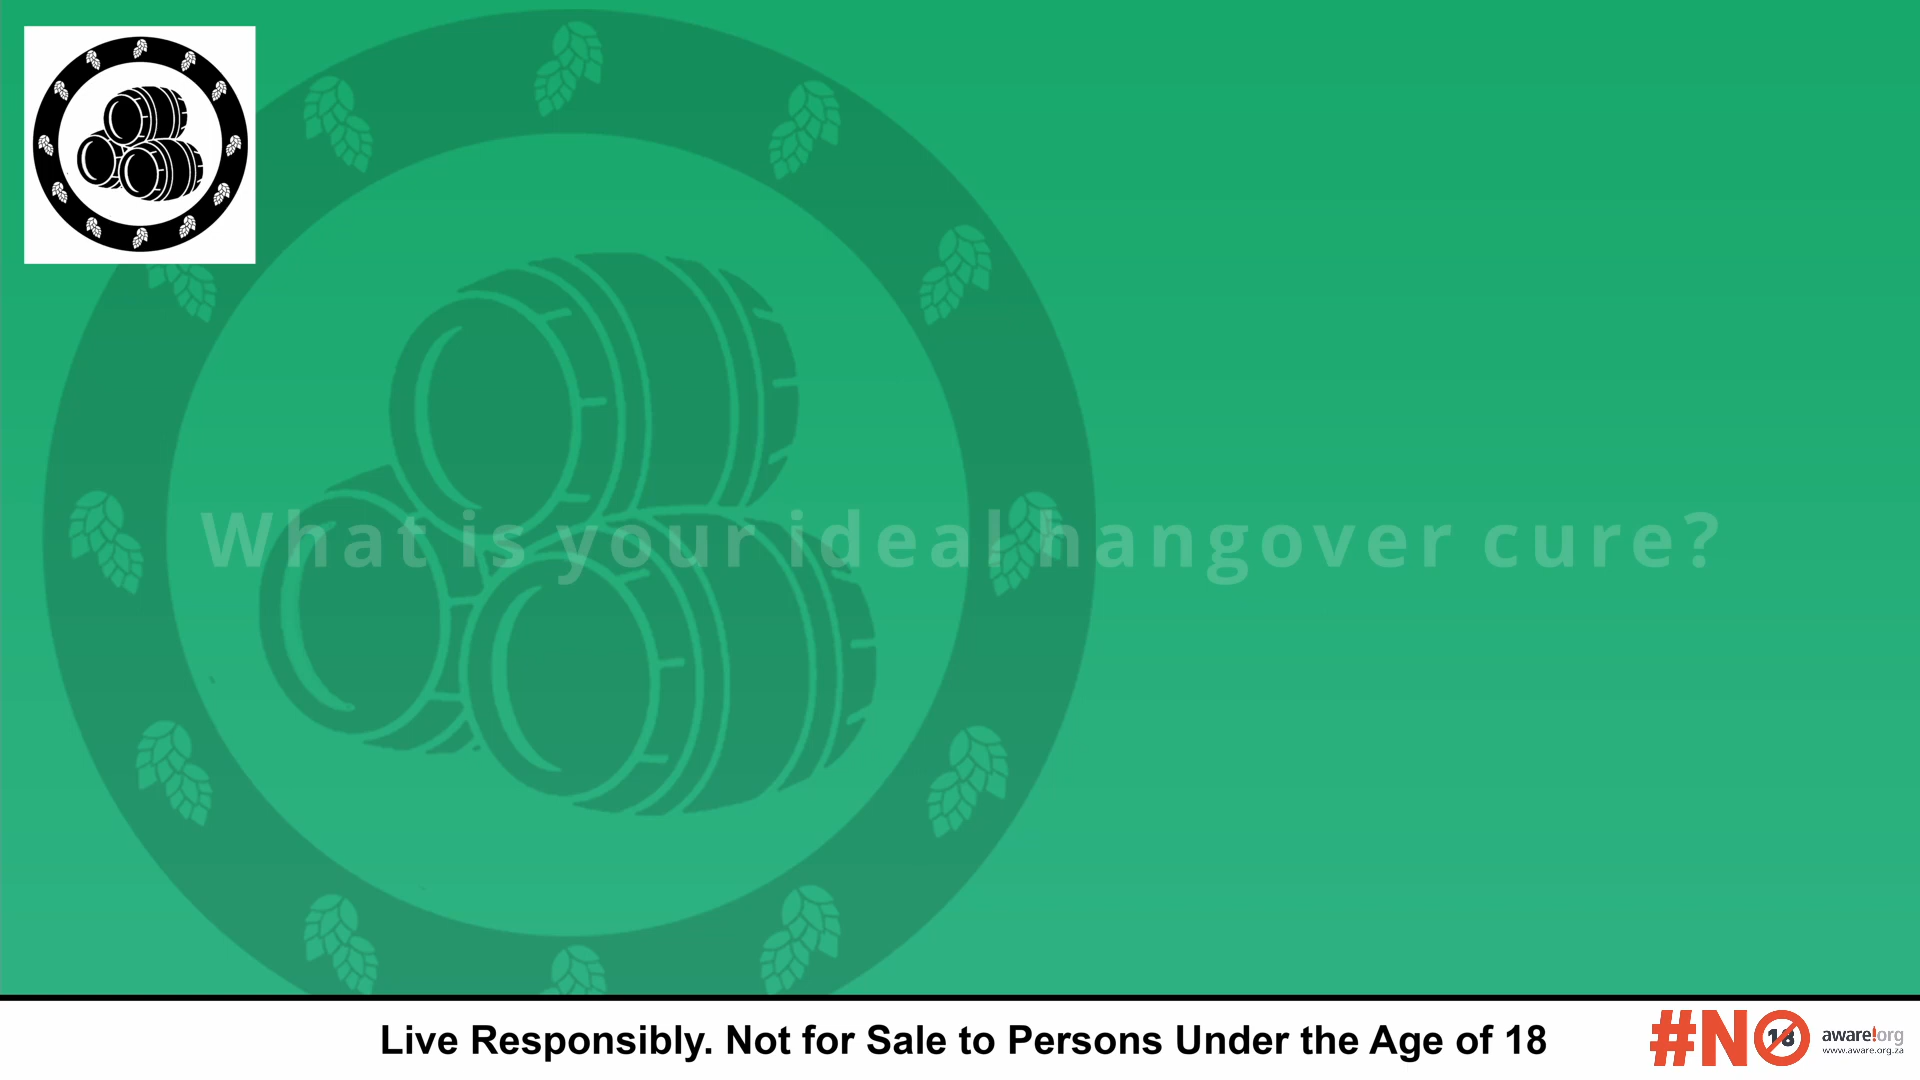 What is your ideal hangover cure?
Live Responsibly. Not for Sale to Persons Under the Age of 18
#NO 18
aware!org
www.aware.org.za